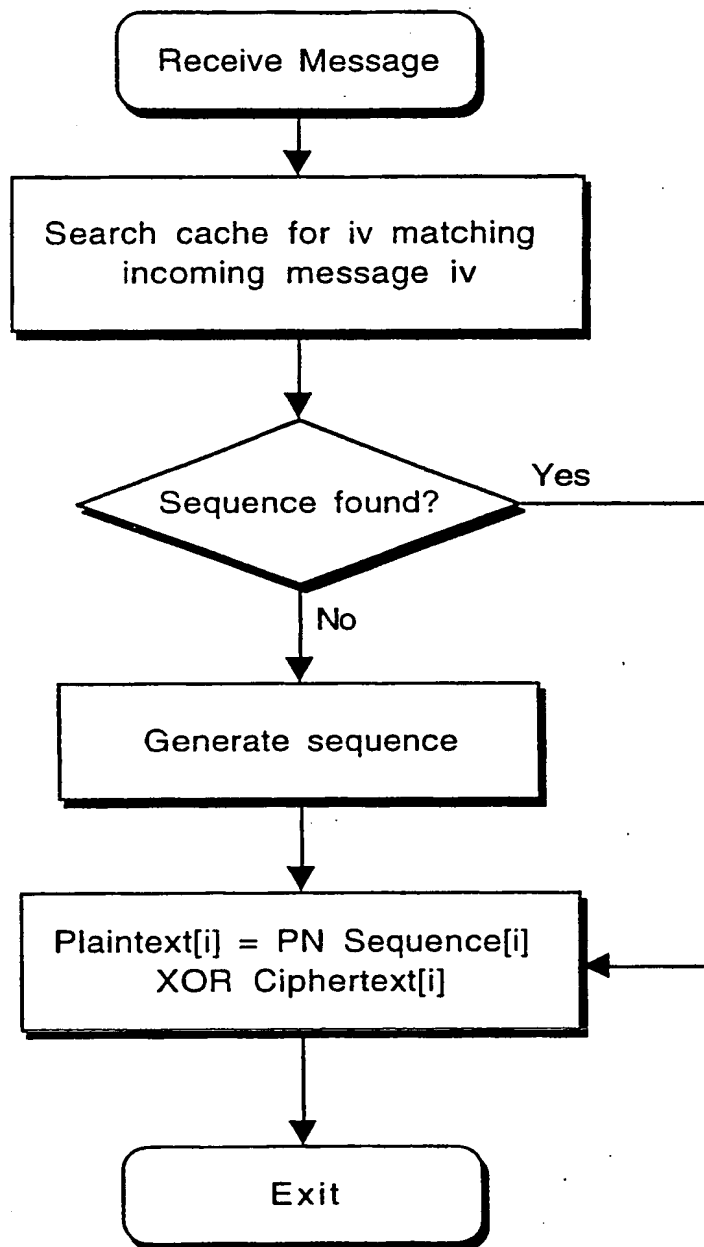 Receive Message
Search cache for iv matching
incoming message iv
Sequence found?
Yes
No
Generate sequence
Plaintext[i] = PN Sequence[i]
XOR Ciphertext[i]
Exit